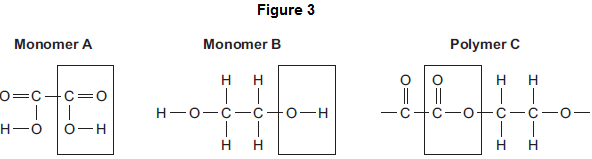 Figure 3
Monomer A
Monomer B
Polymer C
O=C–C=O
H–O
O–H
H H
H–O–C–C–O–H
H H
O O H H
–C–C–O–C–C–O–
H H